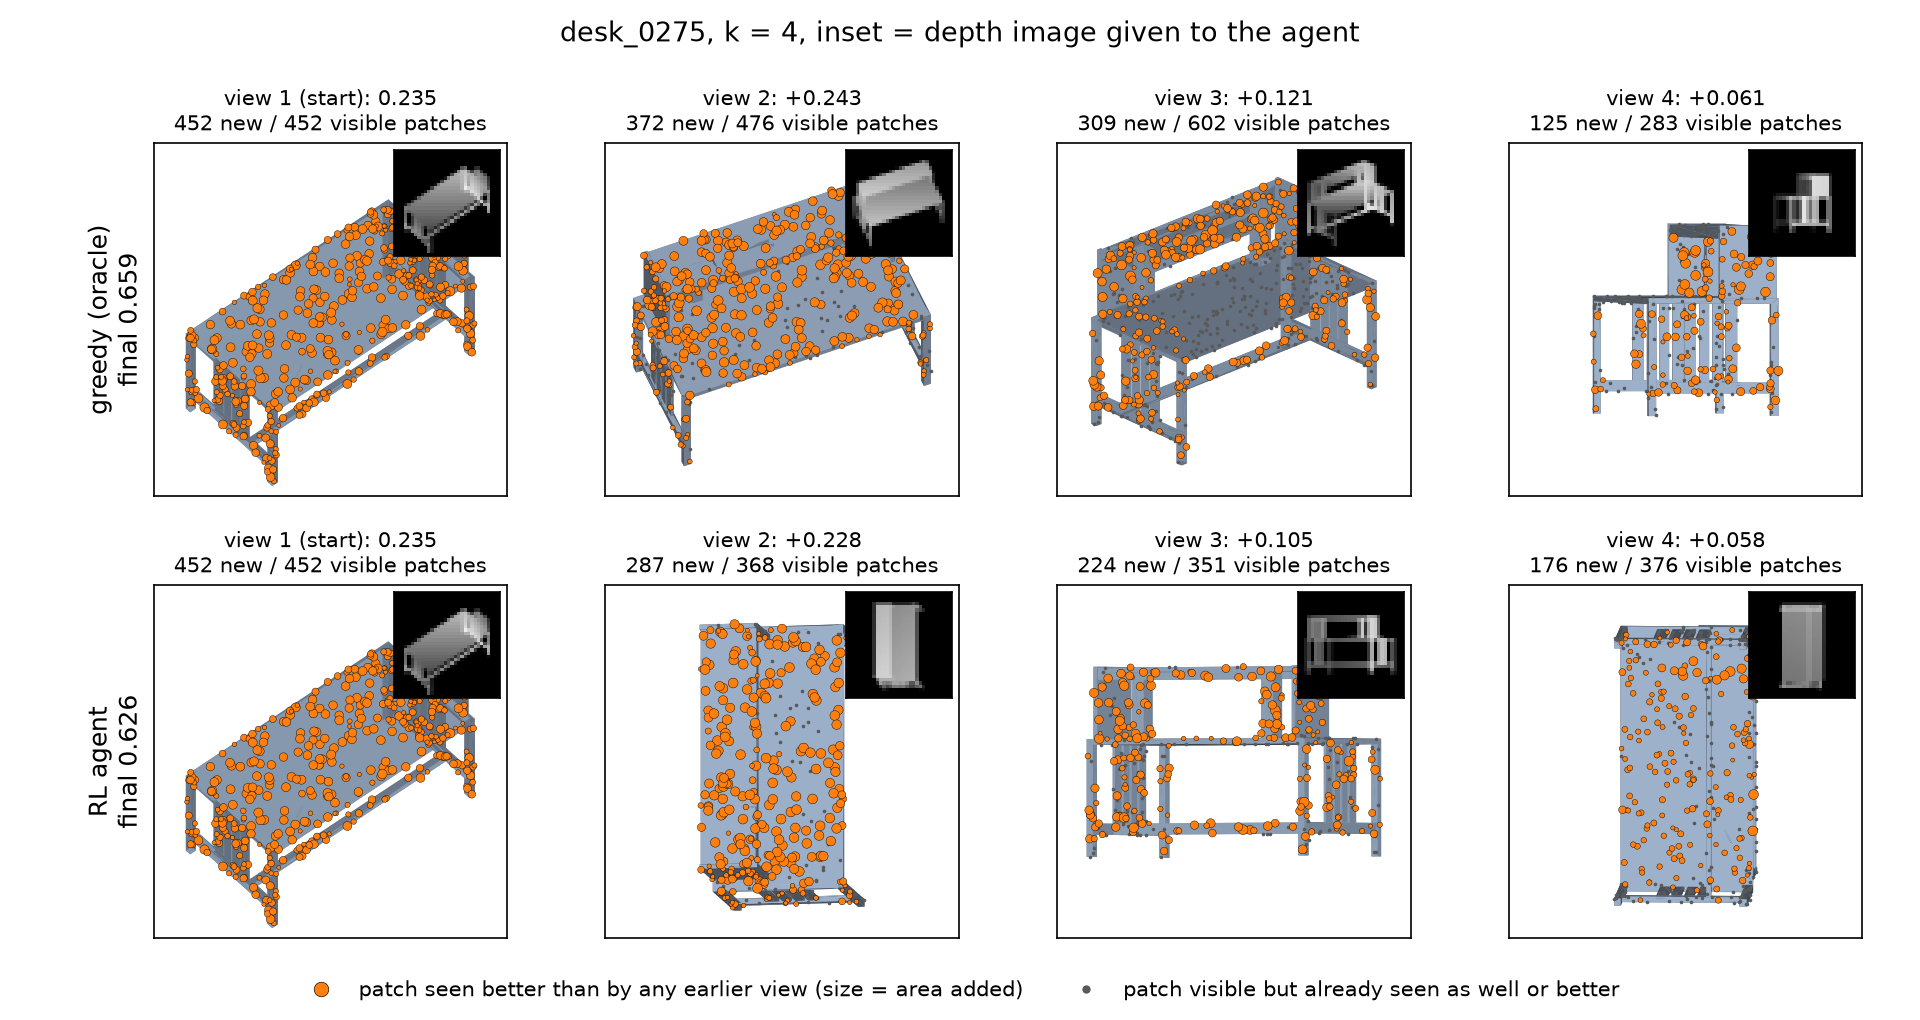 desk_0275, k = 4, inset = depth image given to the agent
view 1 (start): 0.235
452 new / 452 visible patches
view 2: +0.243
372 new / 476 visible patches
view 3: +0.121
309 new / 602 visible patches
view 4: +0.061
125 new / 283 visible patches
greedy (oracle)
final 0.659
view 1 (start): 0.235
452 new / 452 visible patches
view 2: +0.228
287 new / 368 visible patches
view 3: +0.105
224 new / 351 visible patches
view 4: +0.058
176 new / 376 visible patches
RL agent
final 0.626
patch seen better than by any earlier view (size = area added)
patch visible but already seen as well or better